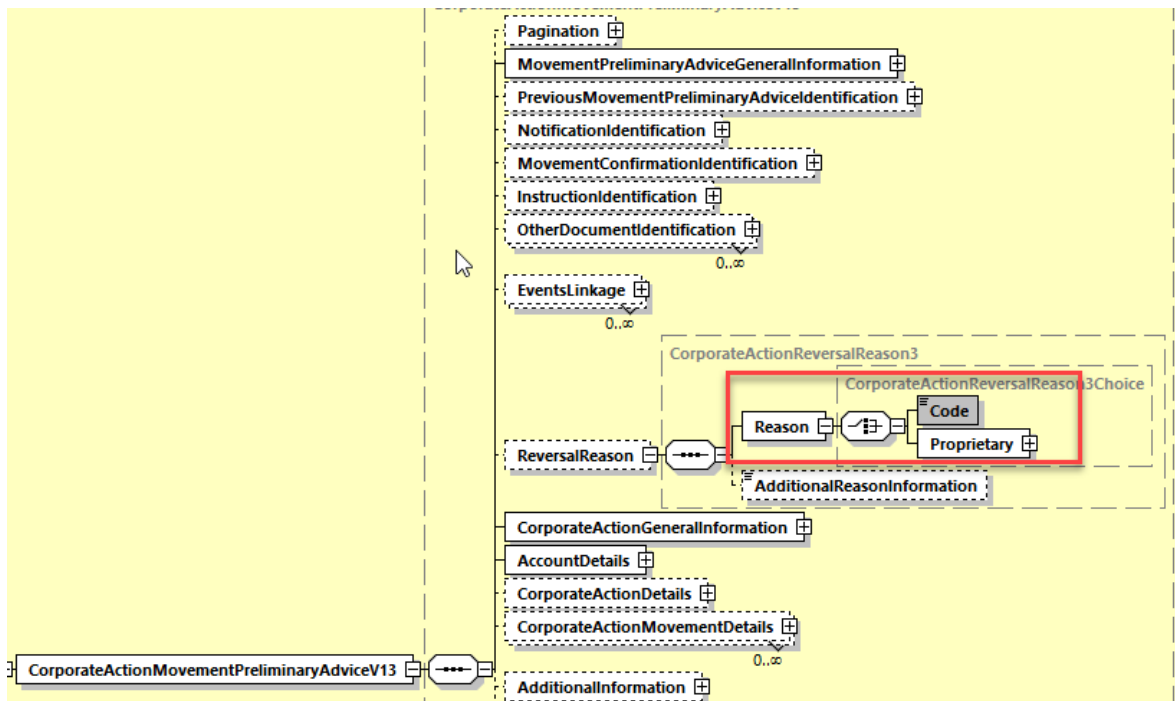 Pagination
MovementPreliminaryAdviceGeneralInformation
PreviousMovementPreliminaryAdviceIdentification
NotificationIdentification
MovementConfirmationIdentification
InstructionIdentification
OtherDocumentIdentification
0..∞
EventsLinkage
0..∞
CorporateActionReversalReason3
CorporateActionReversalReason3Choice
Code
Reason
Proprietary
ReversalReason
AdditionalReasonInformation
CorporateActionGeneralInformation
AccountDetails
CorporateActionDetails
CorporateActionMovementDetails
0..∞
CorporateActionMovementPreliminaryAdviceV13
AdditionalInformation